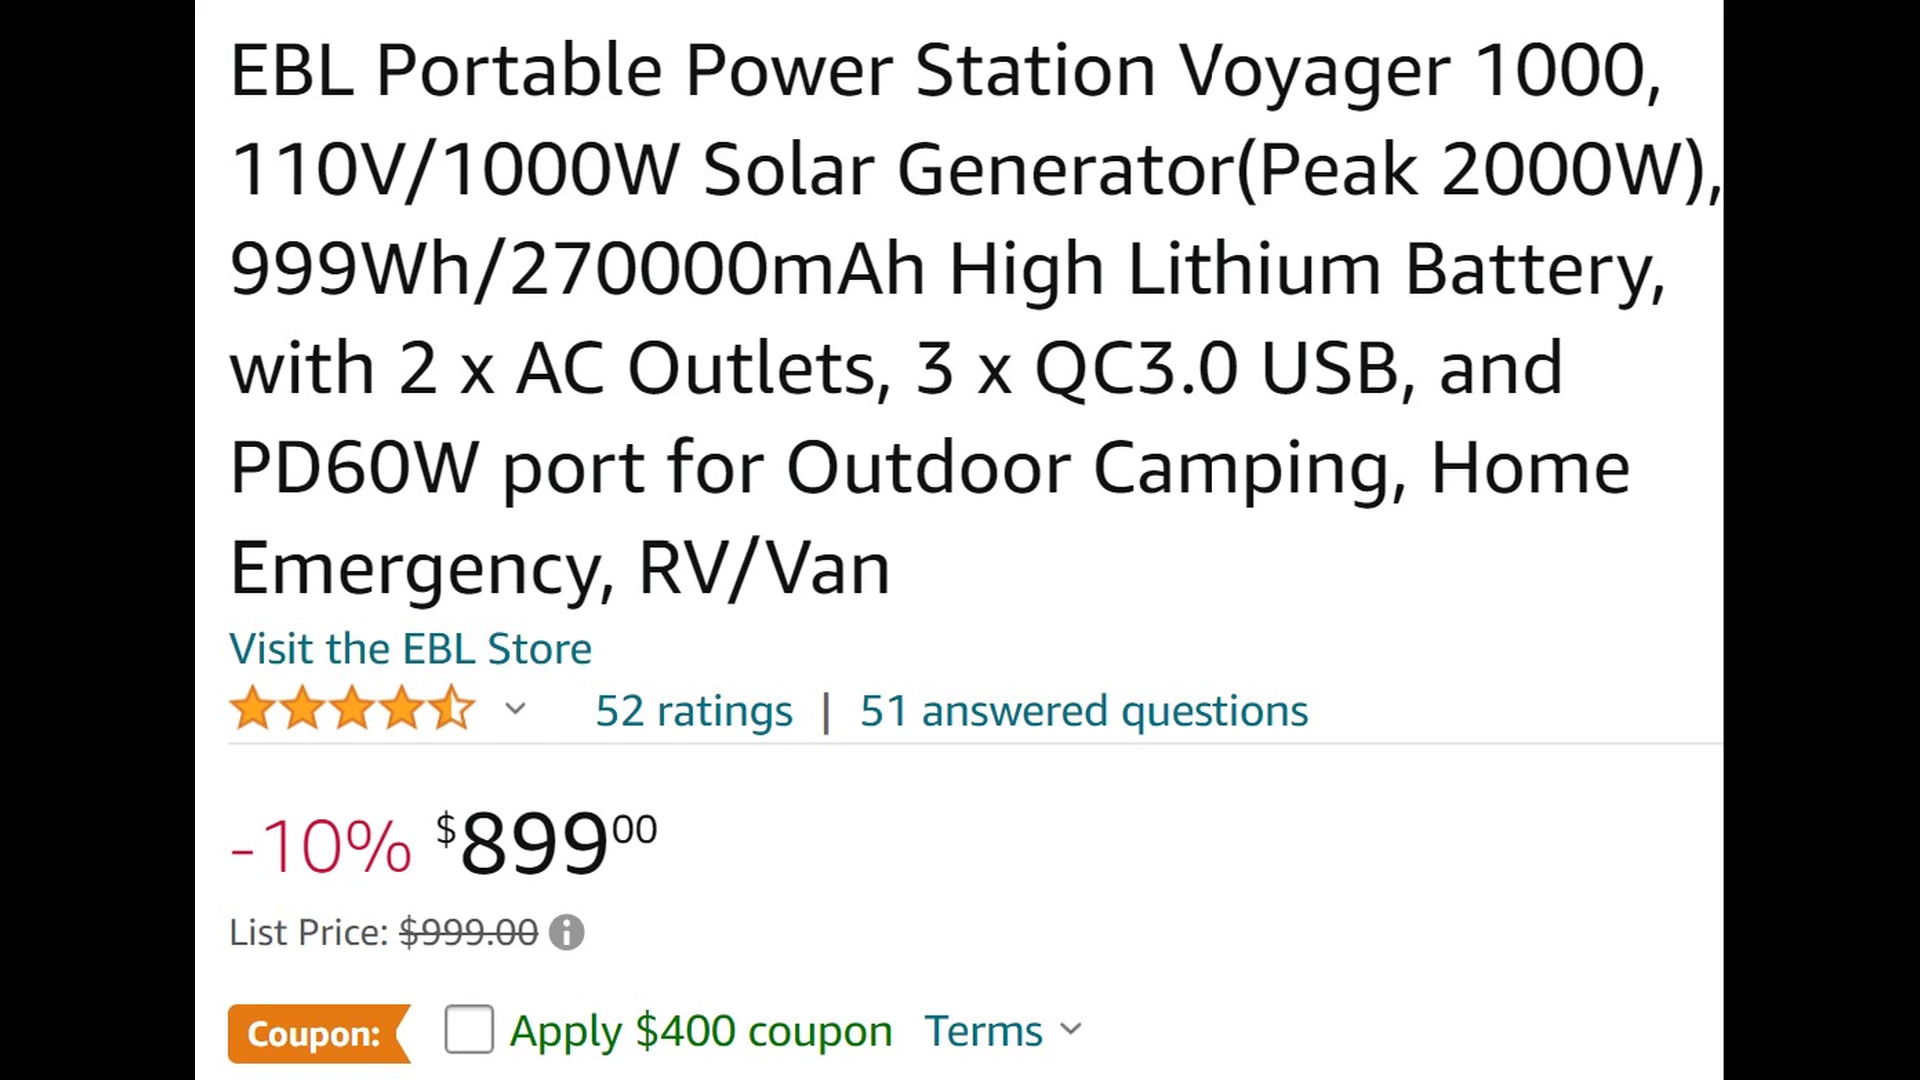 EBL Portable Power Station Voyager 1000,
110V/1000W Solar Generator(Peak 2000W),
999Wh/270000mAh High Lithium Battery,
with 2 x AC Outlets, 3 x QC3.0 USB, and
PD60W port for Outdoor Camping, Home
Emergency, RV/Van
Visit the EBL Store
52 ratings | 51 answered questions
-10% $89900
List Price: $999.00
Coupon: Apply $400 coupon Terms